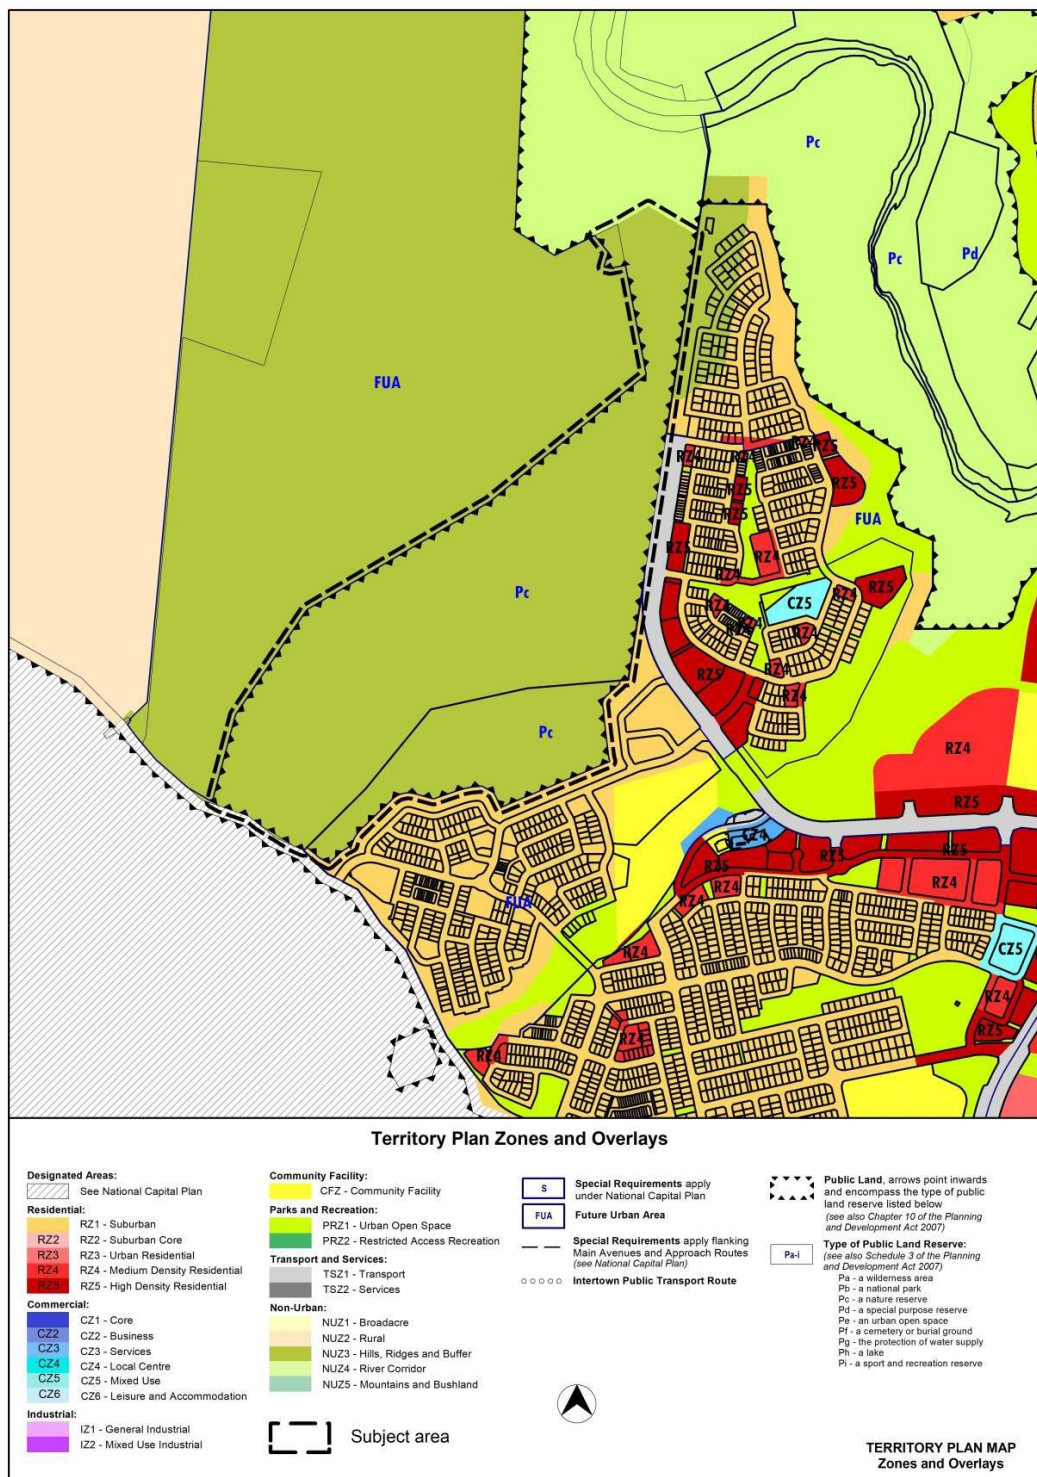 Pc
Pc
Pd
FUA
RZ4
RZ4
RZ4
RZ5
RZ5
RZ5
RZ5
FUA
RZ5
RZ4
RZ4
RZ5
RZ4
CZ5
RZ4
RZ4
RZ4
Pc
RZ5
RZ4
RZ4
Pc
RZ4
RZ5
CZ4
RZ5
RZ5
RZ5
RZ4
RZ4
RZ4
FUA
RZ4
CZ5
RZ4
RZ4
RZ5
RZ4
Territory Plan Zones and Overlays
Designated Areas:
See National Capital Plan
Residential:
RZ1 - Suburban
RZ2 RZ2 - Suburban Core
RZ3 RZ3 - Urban Residential
RZ4 RZ4 - Medium Density Residential
RZ5 RZ5 - High Density Residential
Commercial:
CZ1 - Core
CZ2 CZ2 - Business
CZ3 CZ3 - Services
CZ4 CZ4 - Local Centre
CZ5 CZ5 - Mixed Use
CZ6 CZ6 - Leisure and Accommodation
Industrial:
IZ1 - General Industrial
IZ2 - Mixed Use Industrial
Community Facility:
CFZ - Community Facility
Parks and Recreation:
PRZ1 - Urban Open Space
PRZ2 - Restricted Access Recreation
Transport and Services:
TSZ1 - Transport
TSZ2 - Services
Non-Urban:
NUZ1 - Broadacre
NUZ2 - Rural
NUZ3 - Hills, Ridges and Buffer
NUZ4 - River Corridor
NUZ5 - Mountains and Bushland
Subject area
S Special Requirements apply
under National Capital Plan
FUA Future Urban Area
Special Requirements apply flanking
Main Avenues and Approach Routes
(see National Capital Plan)
Intertown Public Transport Route
Public Land, arrows point inwards
and encompass the type of public
land reserve listed below
(see also Chapter 10 of the Planning
and Development Act 2007)
Pa-i Type of Public Land Reserve:
(see also Schedule 3 of the Planning
and Development Act 2007)
Pa - a wilderness area
Pb - a national park
Pc - a nature reserve
Pd - a special purpose reserve
Pe - an urban open space
Pf - a cemetery or burial ground
Pg - the protection of water supply
Ph - a lake
Pi - a sport and recreation reserve
TERRITORY PLAN MAP
Zones and Overlays